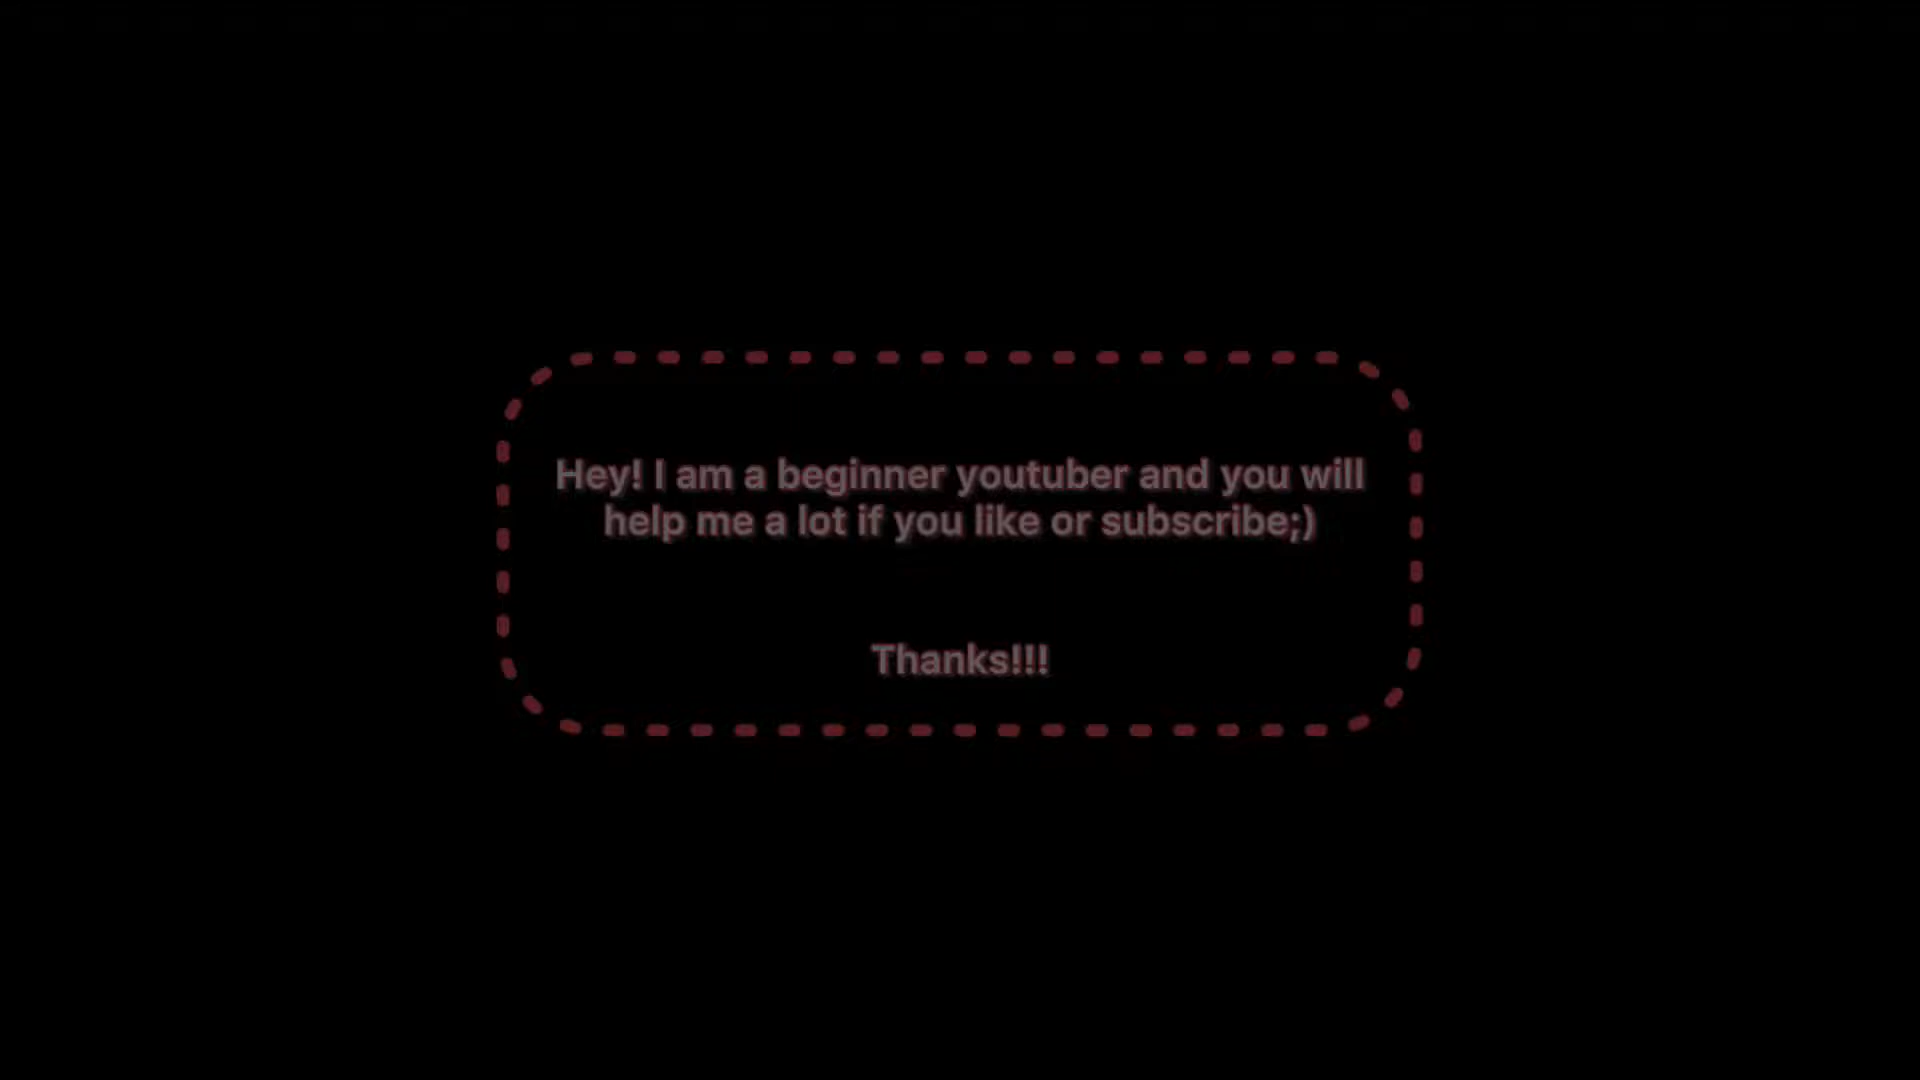 Hey! I am a beginner youtuber and you will
help me a lot if you like or subscribe;)
Thanks!!!